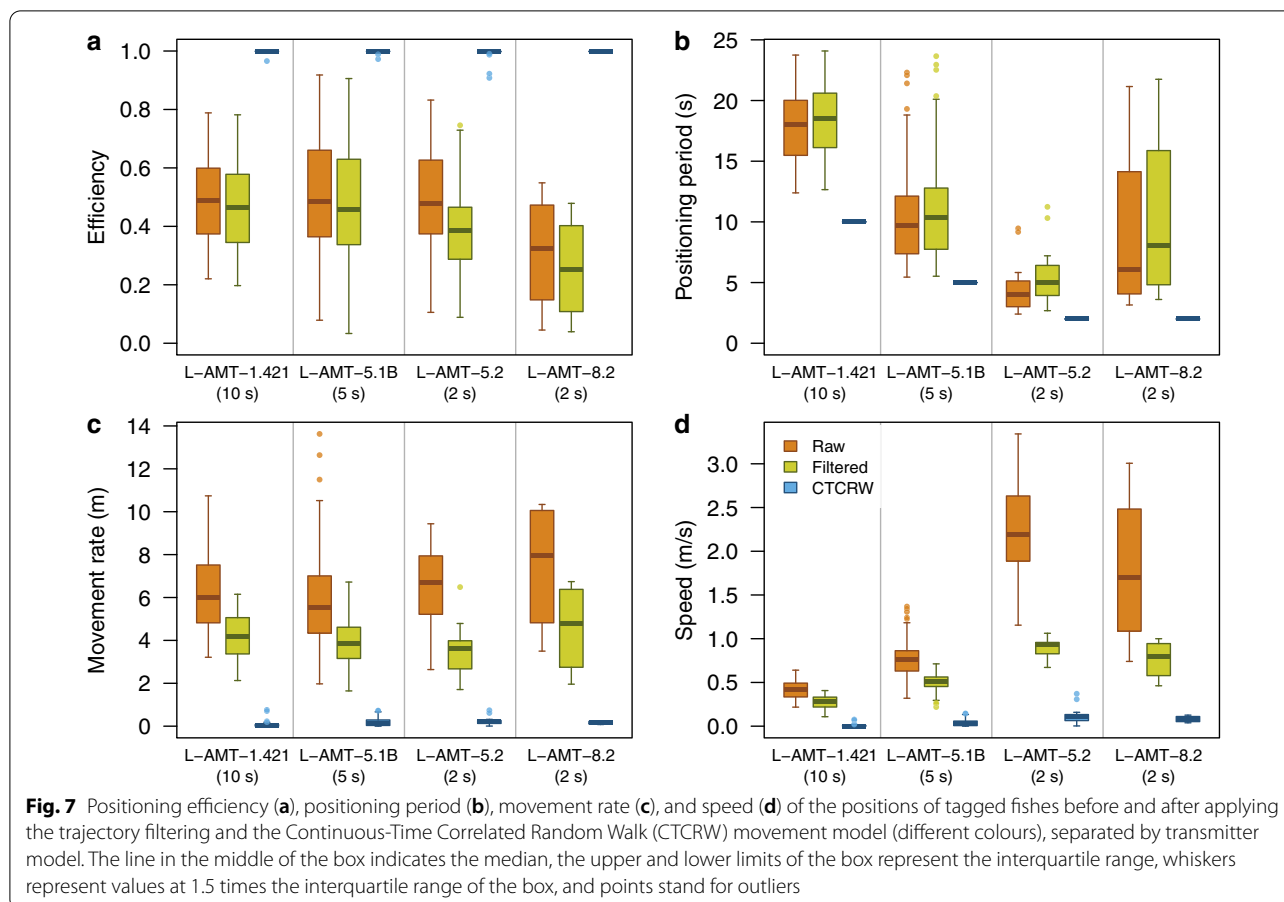 a
Efficiency
1.0
0.8
0.6
0.4
0.2
0.0
L−AMT−1.421 L−AMT−5.1B L−AMT−5.2 L−AMT−8.2
(10 s) (5 s) (2 s) (2 s)
b
Positioning period (s)
25
20
15
10
5
0
L−AMT−1.421 L−AMT−5.1B L−AMT−5.2 L−AMT−8.2
(10 s) (5 s) (2 s) (2 s)
c
Movement rate (m)
14
12
10
8
6
4
2
0
L−AMT−1.421 L−AMT−5.1B L−AMT−5.2 L−AMT−8.2
(10 s) (5 s) (2 s) (2 s)
d
Speed (m/s)
3.0
2.5
2.0
1.5
1.0
0.5
0.0
Raw
Filtered
CTCRW
L−AMT−1.421 L−AMT−5.1B L−AMT−5.2 L−AMT−8.2
(10 s) (5 s) (2 s) (2 s)
Fig. 7 Positioning efficiency (a), positioning period (b), movement rate (c), and speed (d) of the positions of tagged fishes before and after applying
the trajectory filtering and the Continuous-Time Correlated Random Walk (CTCRW) movement model (different colours), separated by transmitter
model. The line in the middle of the box indicates the median, the upper and lower limits of the box represent the interquartile range, whiskers
represent values at 1.5 times the interquartile range of the box, and points stand for outliers